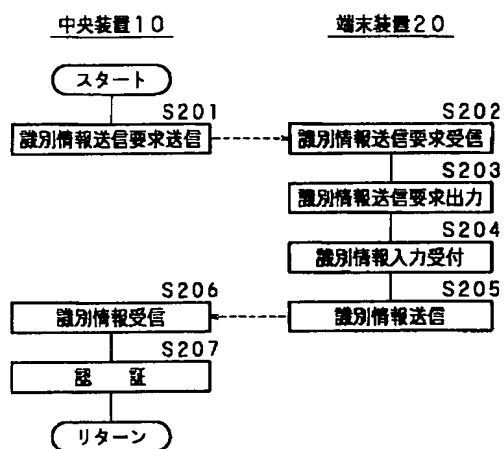 中央装置10 端末装置20
スタート
S201 S202
識別情報送信要求送信 識別情報送信要求受信
S203
識別情報送信要求出力
S204
識別情報入力受付
S206 S205
識別情報受信 識別情報送信
S207
認 証
リターン